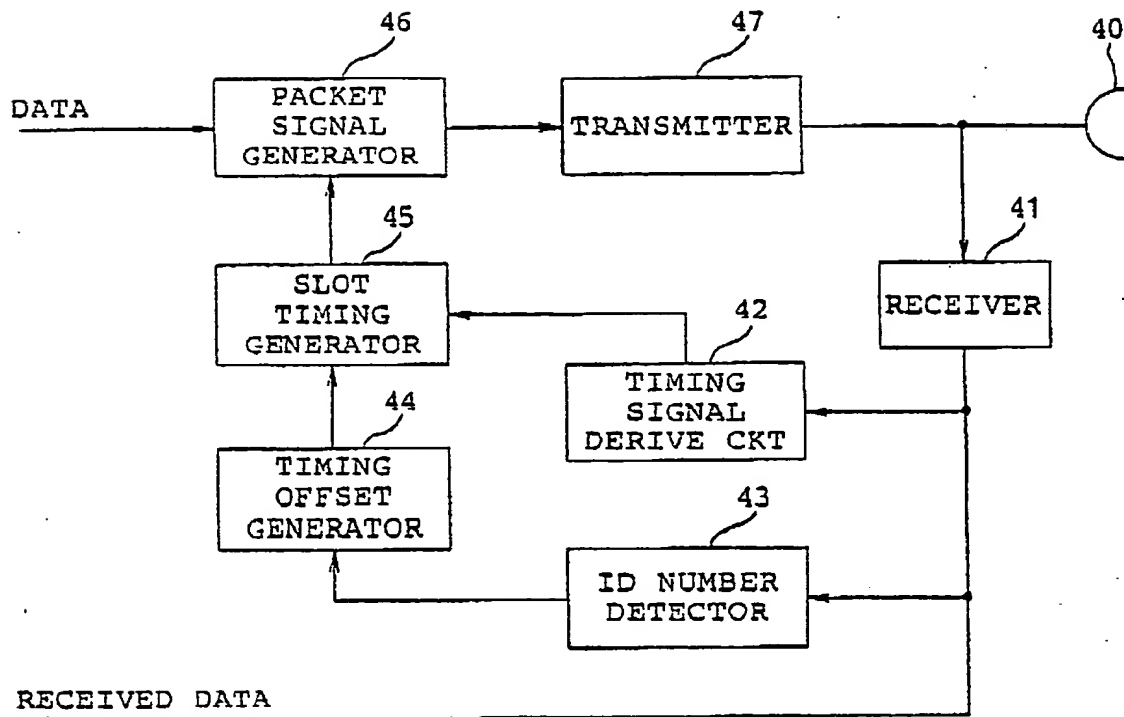 46
47
40
DATA
PACKET
SIGNAL
GENERATOR
TRANSMITTER
45
41
SLOT
TIMING
GENERATOR
RECEIVER
42
44
TIMING
SIGNAL
DERIVE CKT
TIMING
OFFSET
GENERATOR
43
ID NUMBER
DETECTOR
RECEIVED DATA